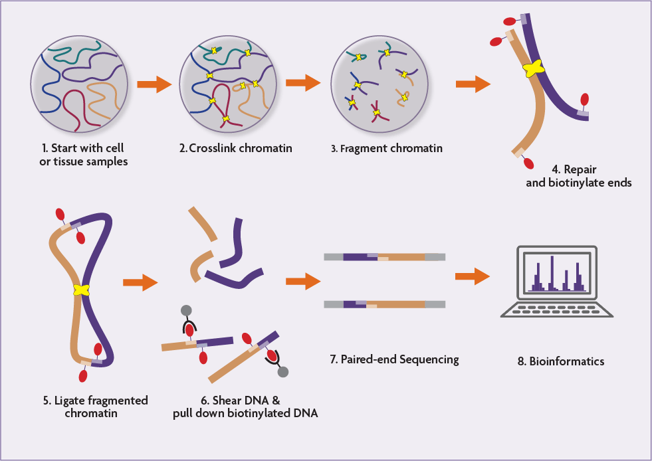 1. Start with cell
or tissue samples
2. Crosslink chromatin
3. Fragment chromatin
4. Repair
and biotinylate ends
5. Ligate fragmented
chromatin
6. Shear DNA &
pull down biotinylated DNA
7. Paired-end Sequencing
8. Bioinformatics